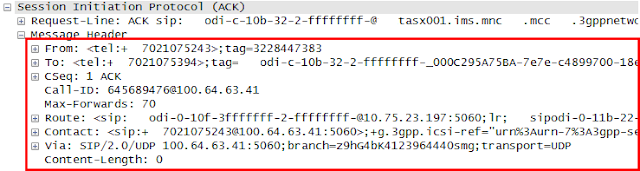 Session Initiation Protocol (ACK)
Request-Line: ACK sip: odi-c-10b-32-2-ffffffff-@ tasx001.ims.mnc .mcc .3gppnetwo
Message Header
From: <tel:+ 7021075243>;tag=3228447383
To: <tel:+ 7021075394>;tag= odi-c-10b-32-2-ffffffff-_000C295A75BA-7e7e-c4899700-18e
CSeq: 1 ACK
Call-ID: 645689476@100.64.63.41
Max-Forwards: 70
Route: <sip: odi-0-10f-3fffffff-2-ffffffff-@10.75.23.197:5060;lr; sipodi-0-11b-22-
Contact: <sip:+ 7021075243@100.64.63.41:5060>;+g.3gpp.icsi-ref="urn%3Aurn-7%3A3gpp-se
Via: SIP/2.0/UDP 100.64.63.41:5060;branch=z9hG4bK4123964440smg;transport=UDP
Content-Length: 0